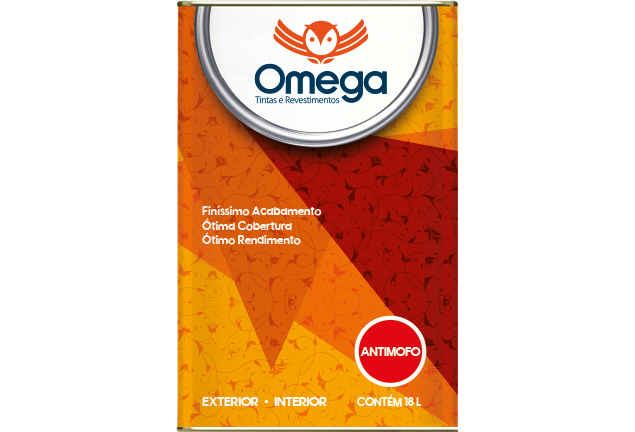 Omega
Tintas e Revestimentos
Finíssimo Acabamento
Ótima Cobertura
Ótimo Rendimento
ANTIMOFO
EXTERIOR • INTERIOR
CONTÉM 18 L